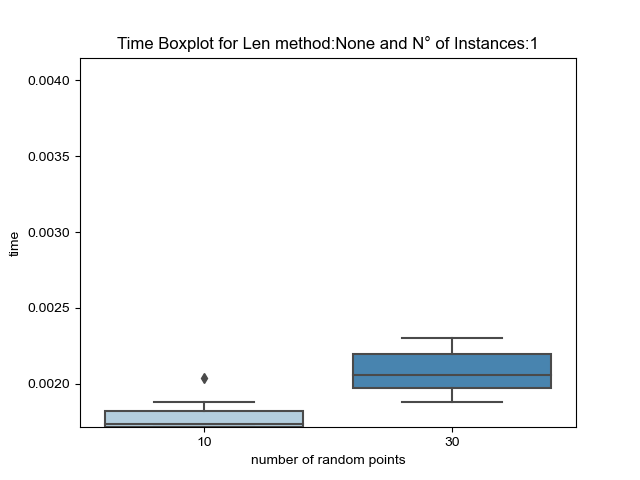 Time Boxplot for Len method:None and N° of Instances:1
0.0040
0.0035
0.0030
0.0025
0.0020
time
10
30
number of random points